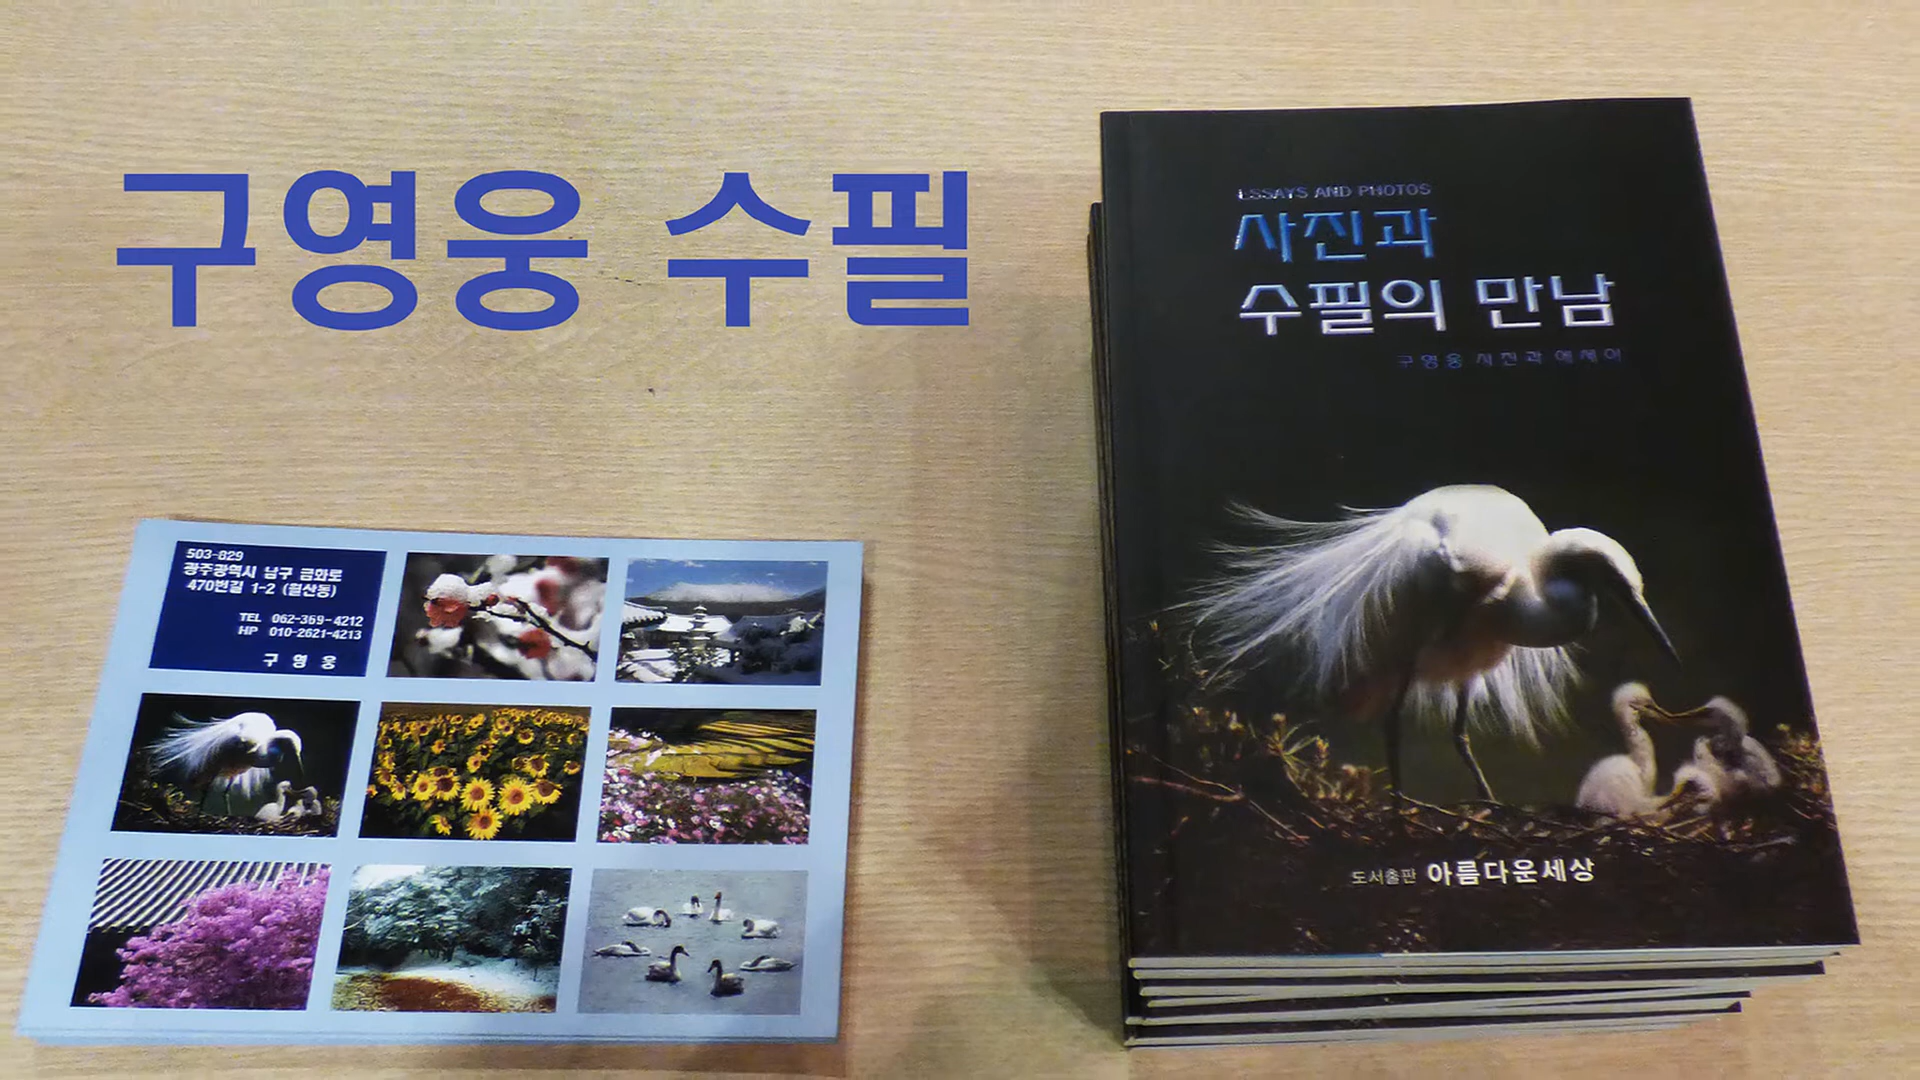 구영웅 수필
ESSAYS AND PHOTOS
사진과
수필의 만남
구영웅 사진과 에세이
도서출판 아름다운세상
503-829
광주광역시 남구 금화로
470번길 1-2 (월산동)
TEL 062-369-4212
HP 010-2621-4213
구 영 웅